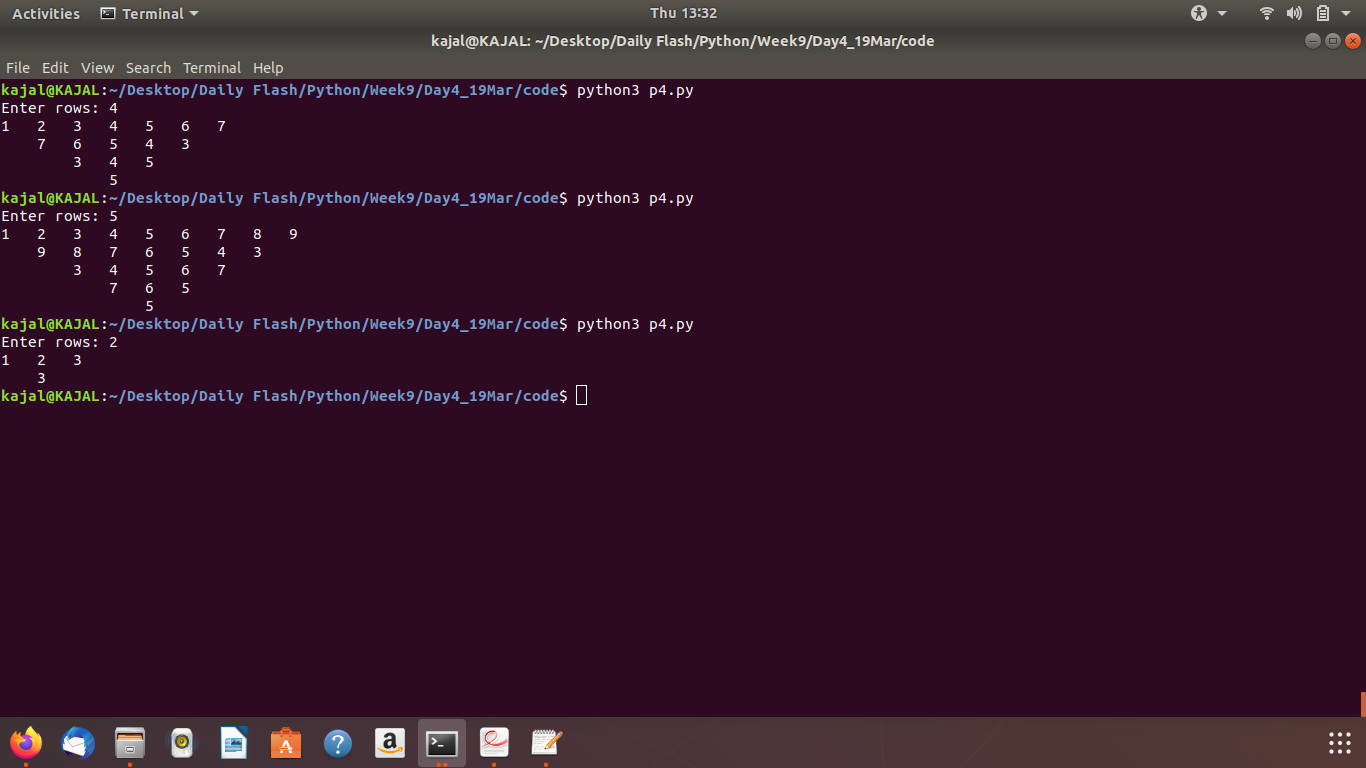 Activities Terminal Thu 13:32
kajal@KAJAL: ~/Desktop/Daily Flash/Python/Week9/Day4_19Mar/code
File Edit View Search Terminal Help
kajal@KAJAL:~/Desktop/Daily Flash/Python/Week9/Day4_19Mar/code$ python3 p4.py
Enter rows: 4
1   2   3   4   5   6   7
    7   6   5   4   3
        3   4   5
            5
kajal@KAJAL:~/Desktop/Daily Flash/Python/Week9/Day4_19Mar/code$ python3 p4.py
Enter rows: 5
1   2   3   4   5   6   7   8   9
    9   8   7   6   5   4   3
        3   4   5   6   7
            7   6   5
                5
kajal@KAJAL:~/Desktop/Daily Flash/Python/Week9/Day4_19Mar/code$ python3 p4.py
Enter rows: 2
1   2   3
    3
kajal@KAJAL:~/Desktop/Daily Flash/Python/Week9/Day4_19Mar/code$